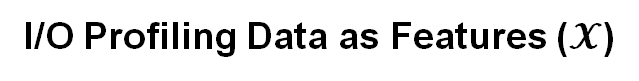 I/O Profiling Data as Features (𝒳)